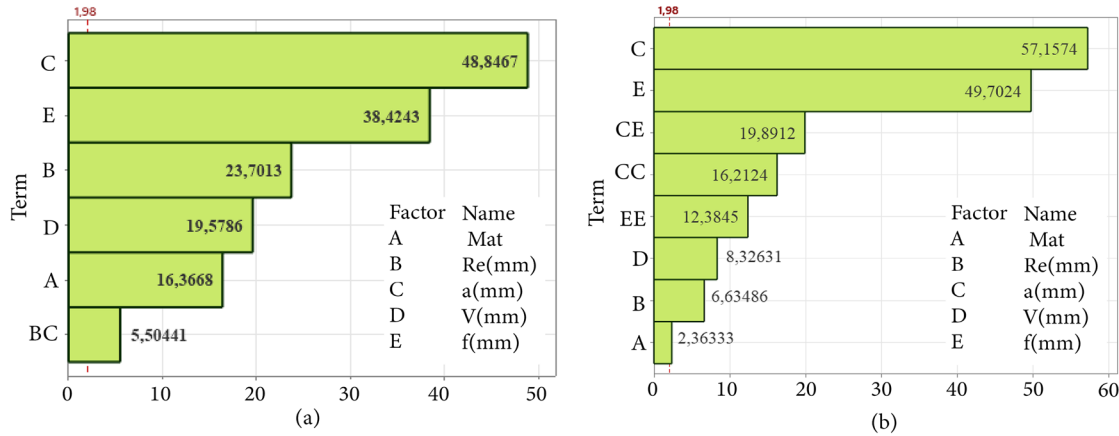 1,98
C 48,8467
E 38,4243
B 23,7013
D 19,5786
A 16,3668
BC 5,50441
Term
Factor Name
A Mat
B Re(mm)
C a(mm)
D V(mm)
E f(mm)
0 10 20 30 40 50
(a)
1,98
C 57,1574
E 49,7024
CE 19,8912
CC 16,2124
EE 12,3845
D 8,32631
B 6,63486
A 2,36333
Term
Factor Name
A Mat
B Re(mm)
C a(mm)
D V(mm)
E f(mm)
0 10 20 30 40 50 60
(b)